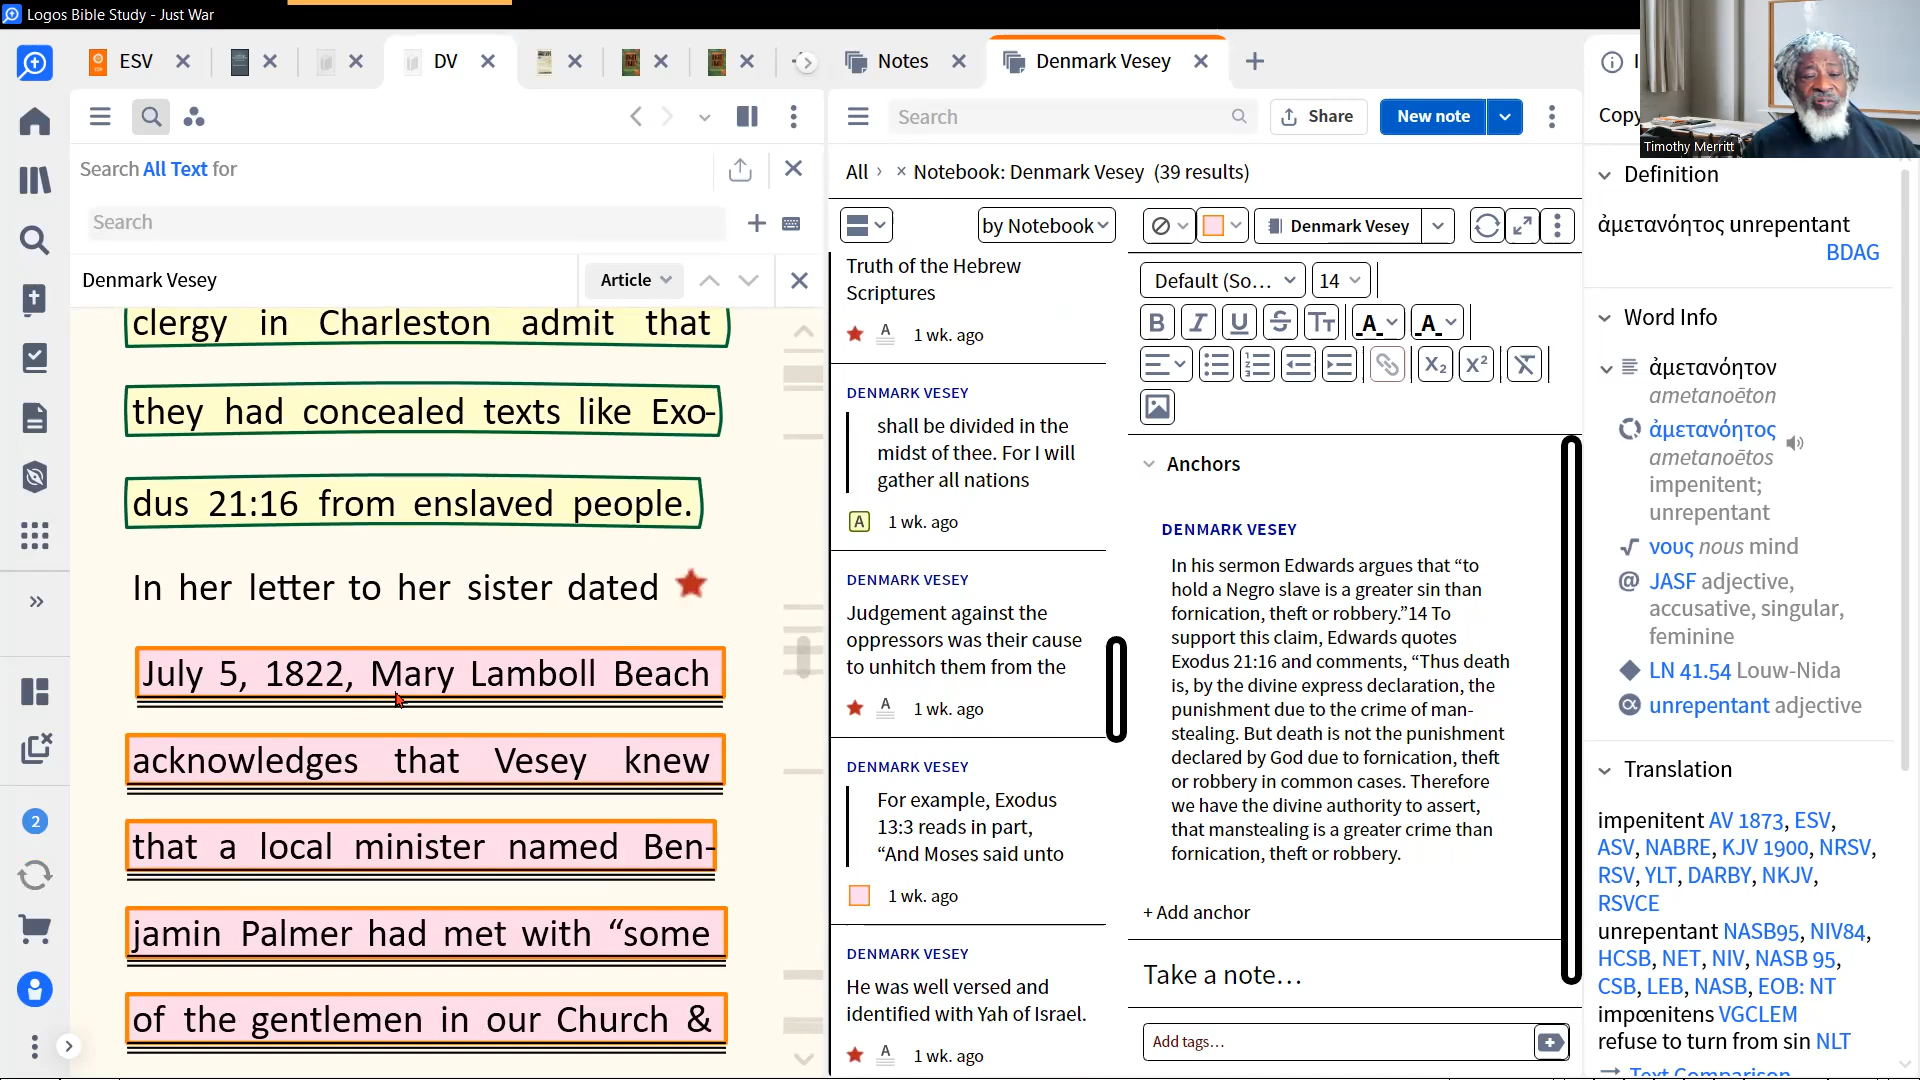 Logos Bible Study - Just War
ESV
DV
Search All Text for
Search
Denmark Vesey
Article
clergy in Charleston admit that
they had concealed texts like Exo-
dus 21:16 from enslaved people.
In her letter to her sister dated
July 5, 1822, Mary Lamboll Beach
acknowledges that Vesey knew
that a local minister named Ben-
jamin Palmer had met with “some
of the gentlemen in our Church &
2
Notes
Denmark Vesey
Search
Share
New note
All › × Notebook: Denmark Vesey (39 results)
by Notebook
Truth of the Hebrew
Scriptures
A 1 wk. ago
DENMARK VESEY
shall be divided in the
midst of thee. For I will
gather all nations
A 1 wk. ago
DENMARK VESEY
Judgement against the
oppressors was their cause
to unhitch them from the
A 1 wk. ago
DENMARK VESEY
For example, Exodus
13:3 reads in part,
“And Moses said unto
1 wk. ago
DENMARK VESEY
He was well versed and
identified with Yah of Israel.
A 1 wk. ago
Denmark Vesey
Default (So… 14
B I U S TT A A
X2 X2
Anchors
DENMARK VESEY
In his sermon Edwards argues that “to
hold a Negro slave is a greater sin than
fornication, theft or robbery.”14 To
support this claim, Edwards quotes
Exodus 21:16 and comments, “Thus death
is, by the divine express declaration, the
punishment due to the crime of man-
stealing. But death is not the punishment
declared by God due to fornication, theft
or robbery in common cases. Therefore
we have the divine authority to assert,
that manstealing is a greater crime than
fornication, theft or robbery.
+ Add anchor
Take a note…
Add tags…
Copy
Timothy Merritt
Definition
ἀμετανόητος unrepentant
BDAG
Word Info
ἀμετανόητον
ametanoēton
ἀμετανόητος
ametanoētos
impenitent;
unrepentant
νους nous mind
@ JASF adjective,
accusative, singular,
feminine
LN 41.54 Louw-Nida
unrepentant adjective
Translation
impenitent AV 1873, ESV,
ASV, NABRE, KJV 1900, NRSV,
RSV, YLT, DARBY, NKJV,
RSVCE
unrepentant NASB95, NIV84,
HCSB, NET, NIV, NASB 95,
CSB, LEB, NASB, EOB: NT
impœnitens VGCLEM
refuse to turn from sin NLT
Text Comparison